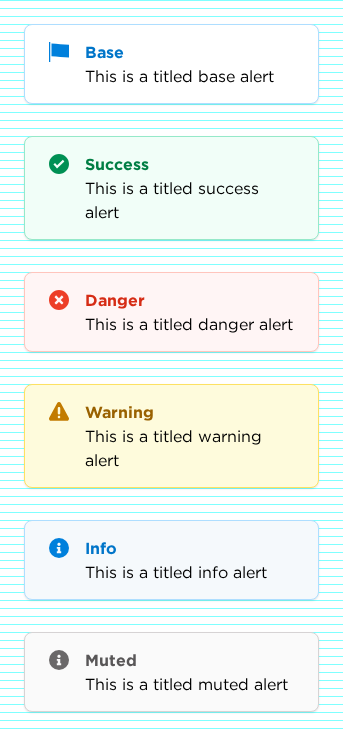 Base
This is a titled base alert
Success
This is a titled success
alert
Danger
This is a titled danger alert
Warning
This is a titled warning
alert
Info
This is a titled info alert
Muted
This is a titled muted alert